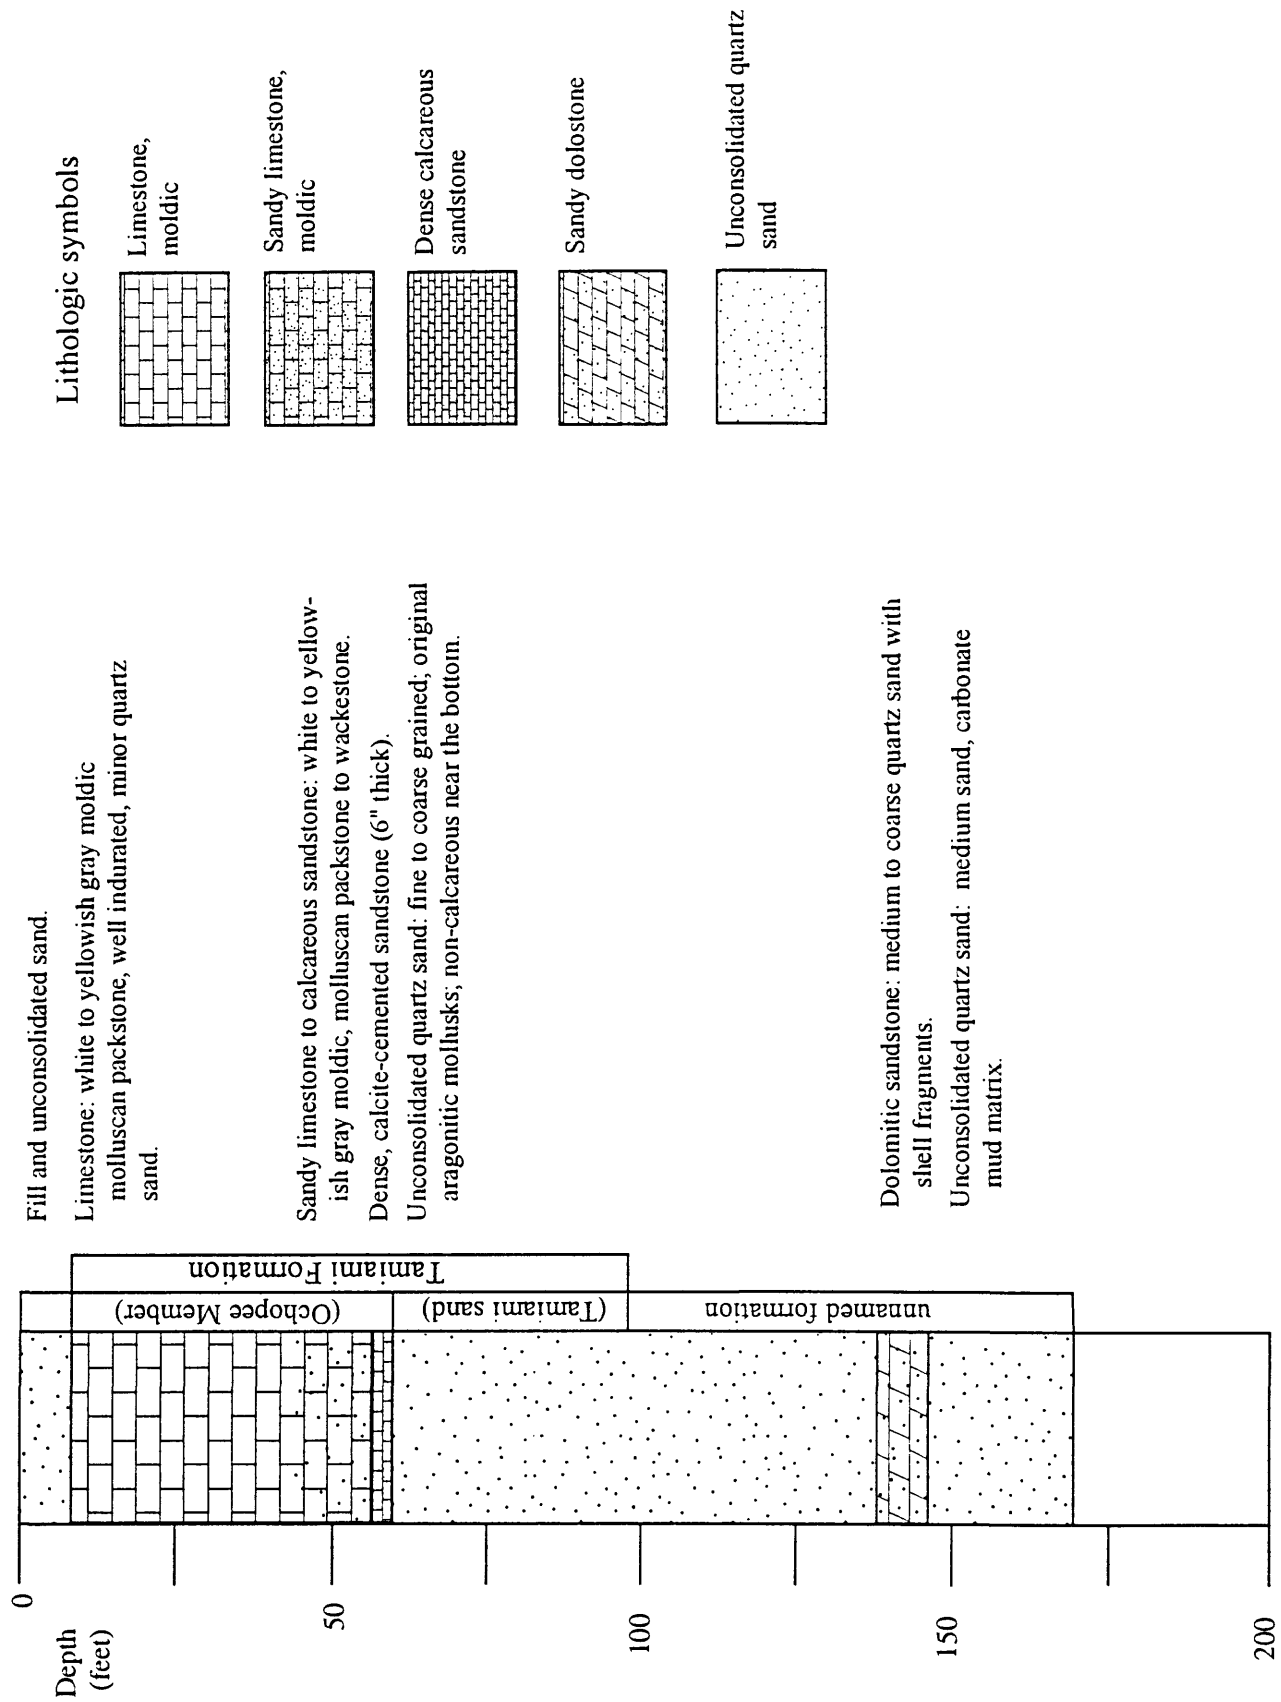 Depth
(feet)
0
50
100
150
200
Tamiami Formation
(Ochopee Member)
(Tamiami sand)
unnamed formation
Fill and unconsolidated sand.
Limestone: white to yellowish gray moldic
molluscan packstone, well indurated, minor quartz
sand.
Sandy limestone to calcareous sandstone: white to yellow-
ish gray moldic, molluscan packstone to wackestone.
Dense, calcite-cemented sandstone (6" thick).
Unconsolidated quartz sand: fine to coarse grained; original
aragonitic mollusks; non-calcareous near the bottom.
Dolomitic sandstone: medium to coarse quartz sand with
shell fragments.
Unconsolidated quartz sand: medium sand, carbonate
mud matrix.
Lithologic symbols
Limestone,
moldic
Sandy limestone,
moldic
Dense calcareous
sandstone
Sandy dolostone
Unconsolidated quartz
sand